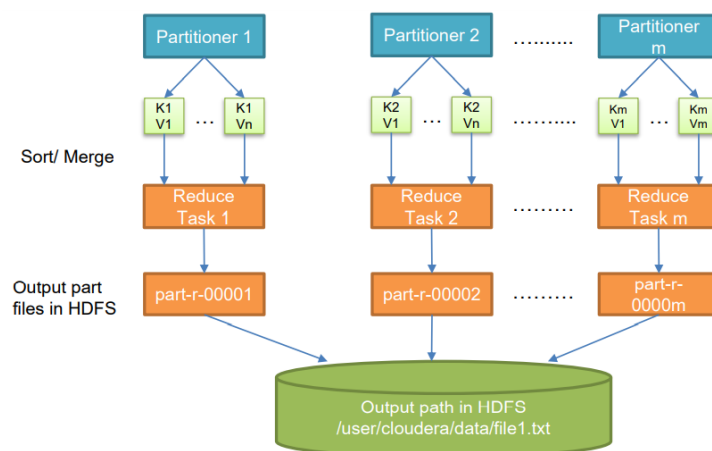 Partitioner 1
Partitioner 2
............
Partitioner
m
K1
V1
...
K1
Vn
K2
V1
...
K2
Vn
............
Km
V1
...
Km
Vm
Sort/ Merge
Reduce
Task 1
Reduce
Task 2
.........
Reduce
Task m
Output part
files in HDFS
part-r-00001
part-r-00002
.........
part-r-
0000m
Output path in HDFS
/user/cloudera/data/file1.txt